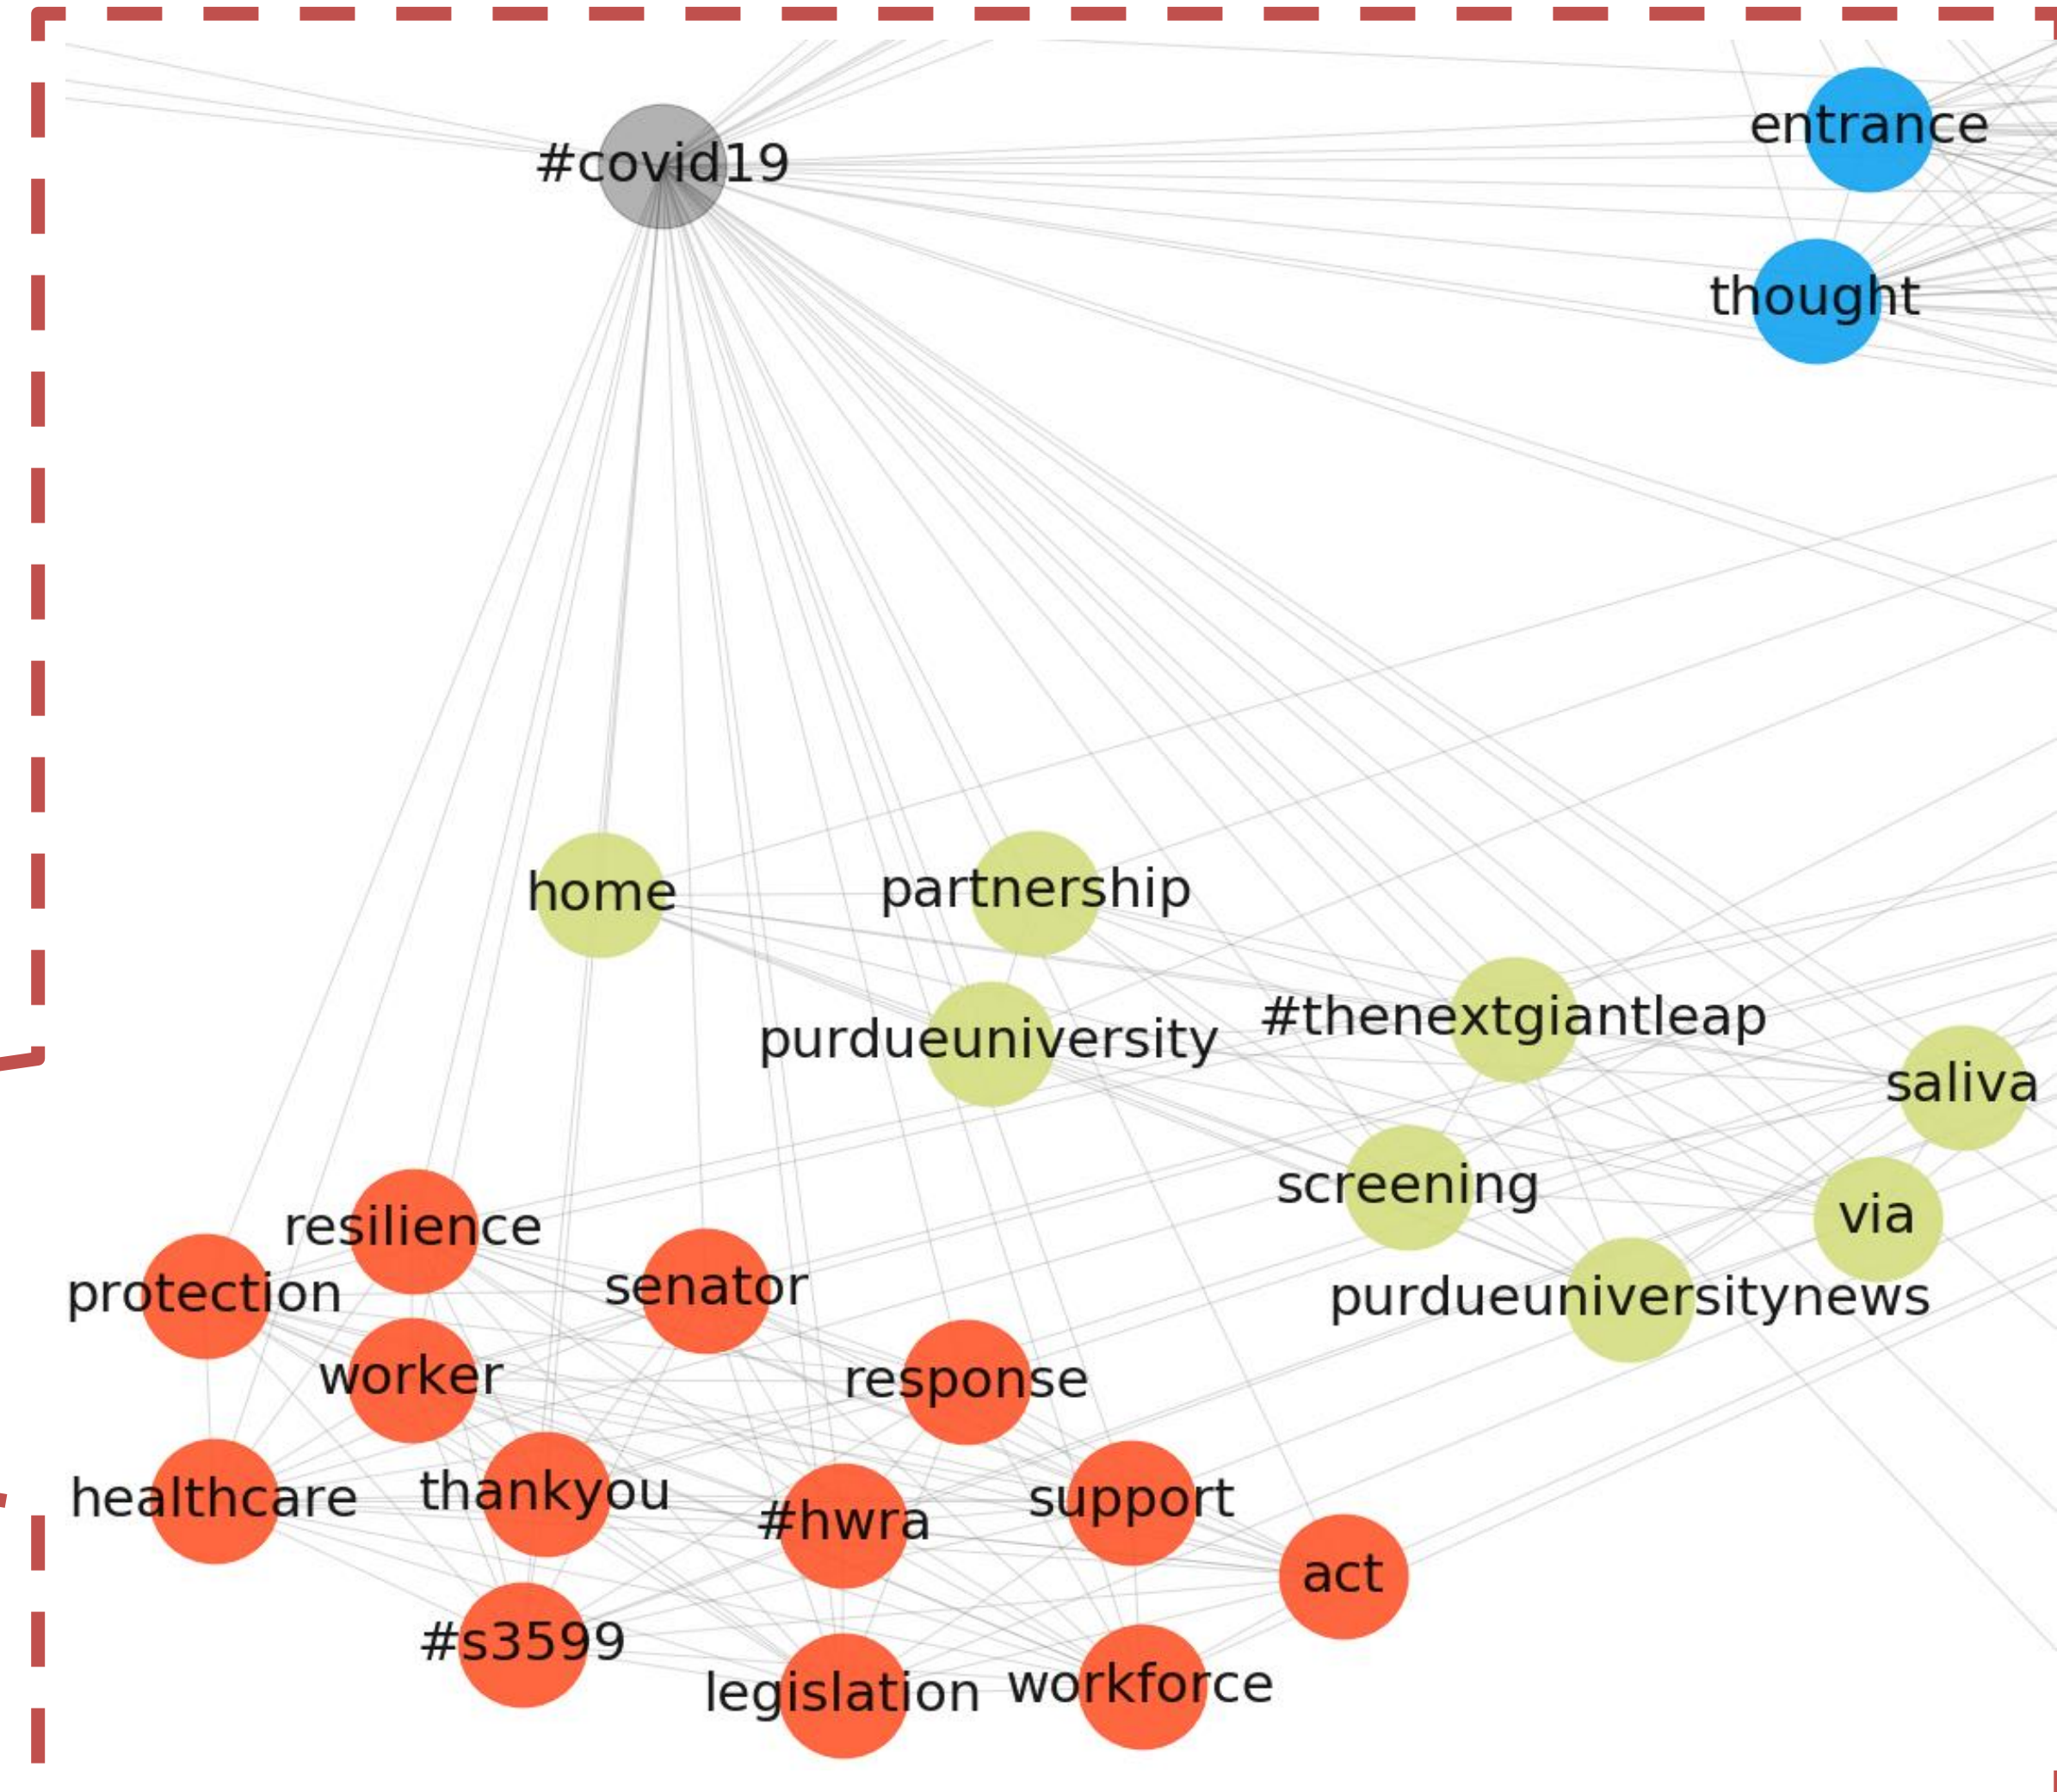 entrance
#covid19
thought
home
partnership
#thenextgiantleap
purdueuniversity
saliva
screening
via
resilience
senator
protection
purdueuniversitynews
worker
response
healthcare
thankyou
#hwra
support
act
#s3599
legislation
workforce